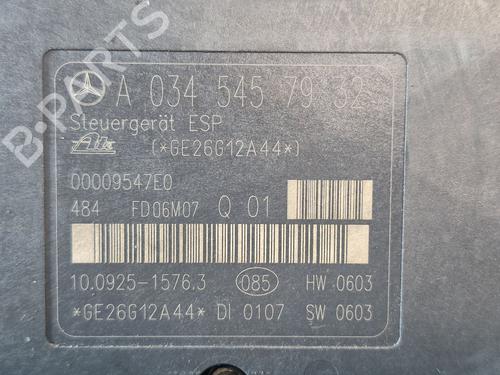 B-PARTS
A 034 545 79 32
Steuergerät ESP
Ate (*GE26G12A44*)
00009547E0
484 FD06M07 Q 01
10.0925-1576.3 085 HW 0603
*GE26G12A44* DI 0107 SW 0603